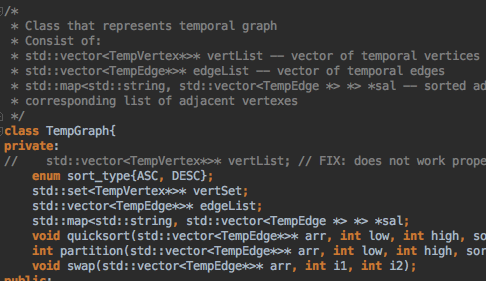 /*
* Class that represents temporal graph
* Consist of:
* std::vector<TempVertex*>* vertList —— vector of temporal vertices
* std::vector<TempEdge*>* edgeList —— vector of temporal edges
* std::map<std::string, std::vector<TempEdge *> *> *sal —— sorted ad
* corresponding list of adjacent vertexes
*/
class TempGraph{
private:
// std::vector<TempVertex*>* vertList; // FIX: does not work prope
enum sort_type{ASC, DESC};
std::set<TempVertex*>* vertSet;
std::vector<TempEdge*>* edgeList;
std::map<std::string, std::vector<TempEdge *> *> *sal;
void quicksort(std::vector<TempEdge*>* arr, int low, int high, so
int partition(std::vector<TempEdge*>* arr, int low, int high, sor
void swap(std::vector<TempEdge*>* arr, int i1, int i2);
public: